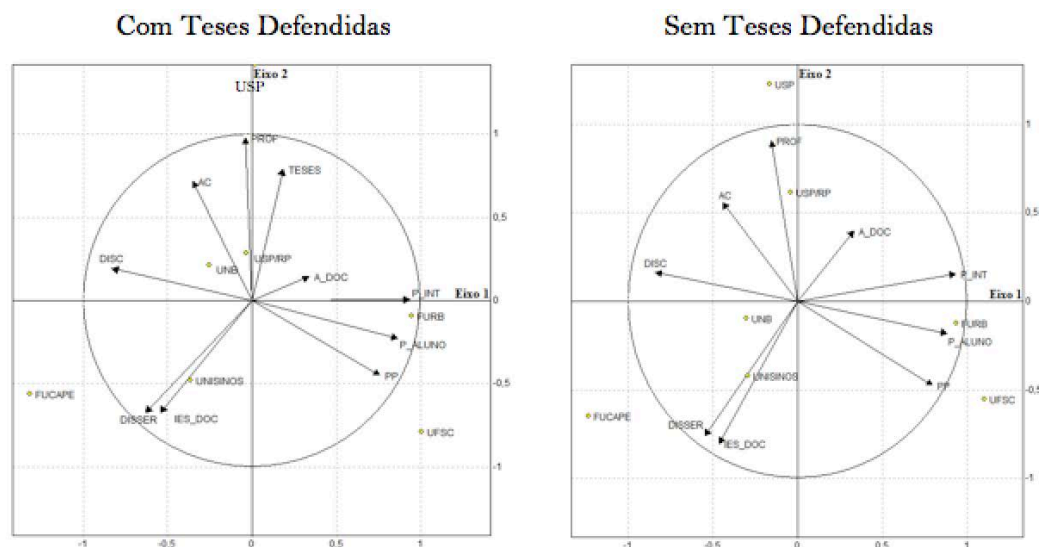 Com Teses Defendidas
Eixo 2
USP
1
PROF
TESES
AC
0,5
DISC
USP/RP
UNB
A_DOC
P_INT
Eixo 1
0
FURB
P_ALUNO
PP
UNISINOS
-0,5
FUCAPE
DISSER
IES_DOC
UFSC
-1
-1
-0,5
0
0,5
1
Sem Teses Defendidas
Eixo 2
USP
1
PROF
USP/RP
AC
0,5
A_DOC
DISC
P_INT
Eixo 1
0
UNB
FURB
P_ALUNO
UNISINOS
PP
-0,5
UFSC
FUCAPE
DISSER
IES_DOC
-1
-1
-0,5
0
0,5
1